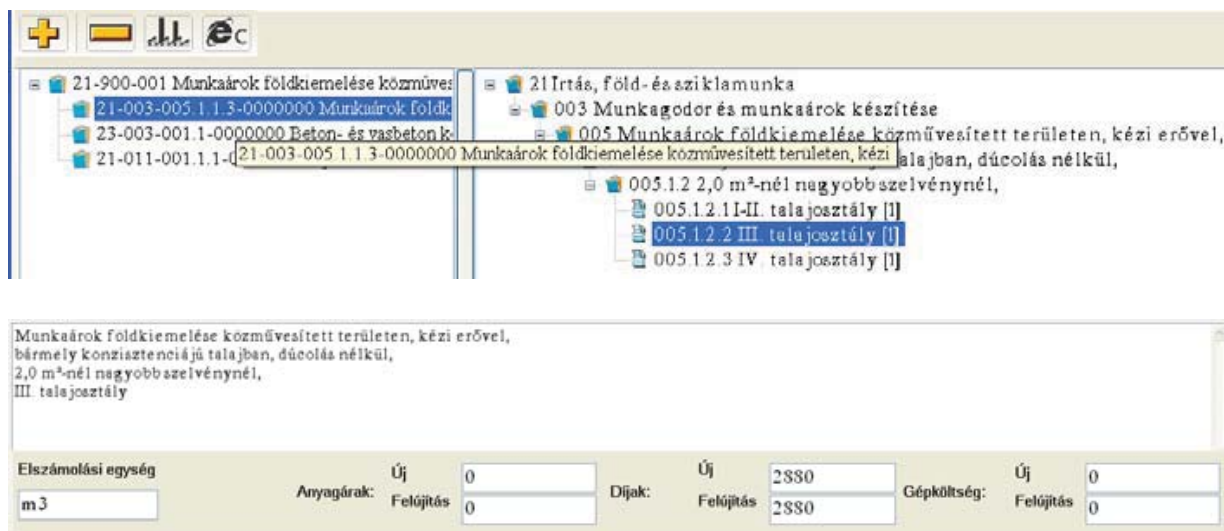 éc
21-900-001 Munkaárok földkiemelése közműves
21-003-005.1.1.3-0000000 Munkaárok földk
23-003-001.1-0000000 Beton- és vasbeton k
21-011-001.1.1-0
21-003-005.1.1.3-0000000 Munkaárok földkiemelése közművesített területen, kézi
21 Irtás, föld- és sziklamunka
003 Munkagödör és munkaárok készítése
005 Munkaárok földkiemelése közművesített területen, kézi erővel,
alajban, dúcolás nélkül,
005.1.2 2,0 m³-nél nagyobb szelvénynél,
005.1.2.1 I-II. talajosztály [1]
005.1.2.2 III. talajosztály [1]
005.1.2.3 IV. talajosztály [1]
Munkaárok földkiemelése közművesített területen, kézi erővel,
bármely konzisztenciájú talajban, dúcolás nélkül,
2,0 m³-nél nagyobb szelvénynél,
III. talajosztály
Elszámolási egység
m3
Anyagárak: Új 0
Felújítás 0
Díjak: Új 2880
Felújítás 2880
Gépköltség: Új 0
Felújítás 0